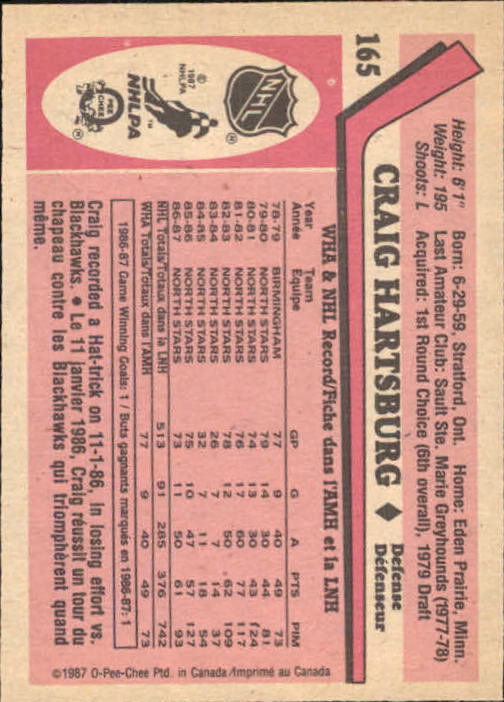 165
Height: 6'1" Born: 6-29-59, Stratford, Ont. Home: Eden Prairie, Minn.
Weight: 195 Last Amateur Club: Sault Ste. Marie Greyhounds (1977-78)
Shoots: L Acquired: 1st Round Choice (6th overall), 1979 Draft
CRAIG HARTSBURG ◆ Defense
Défenseur
NHL
®
© 1987 NHLPA
NHLPA
™
O PEE CHEE
®
WHA & NHL Record/Fiche dans l'AMH et la LNH
Year Team GP G A PTS PIM
Année Equipe
78-79 BIRMINGHAM 77 9 40 49 73
79-80 NORTH STARS 79 14 30 44 81
80-81 NORTH STARS 74 13 30 43 124
81-82 NORTH STARS 76 17 60 77 117
82-83 NORTH STARS 78 12 50 62 109
83-84 NORTH STARS 26 7 7 14 37
84-85 NORTH STARS 32 7 11 18 54
85-86 NORTH STARS 75 10 47 57 127
86-87 NORTH STARS 73 11 50 61 93
NHL Totals/Totaux dans la LNH 513 91 285 376 742
WHA Totals/Totaux dans l'AMH 77 9 40 49 73
1986-87 Game Winning Goals: 1 / Buts gagnants marqués en 1986-87: 1
Craig recorded a Hat-trick on 11-1-86, in losing effort vs.
Blackhawks. ● Le 11 janvier 1986, Craig réussit un tour du
chapeau contre les Blackhawks qui triomphèrent quand
même.
©1987 O-Pee-Chee Ptd. in Canada/Imprimé au Canada